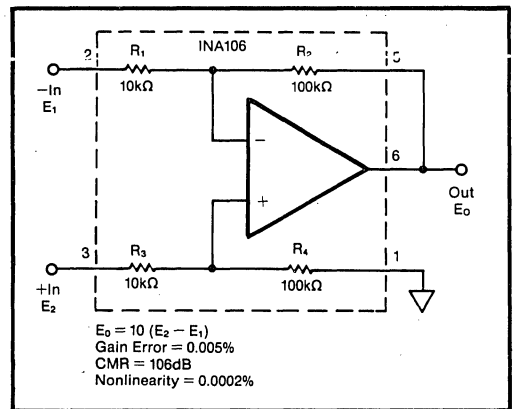 INA106
2
R₁
R₂
5
10kΩ
100kΩ
−In
E₁
−
6
+
Out
E₀
3
R₃
R₄
1
10kΩ
100kΩ
+In
E₂
E₀ = 10 (E₂ − E₁)
Gain Error = 0.005%
CMR = 106dB
Nonlinearity = 0.0002%